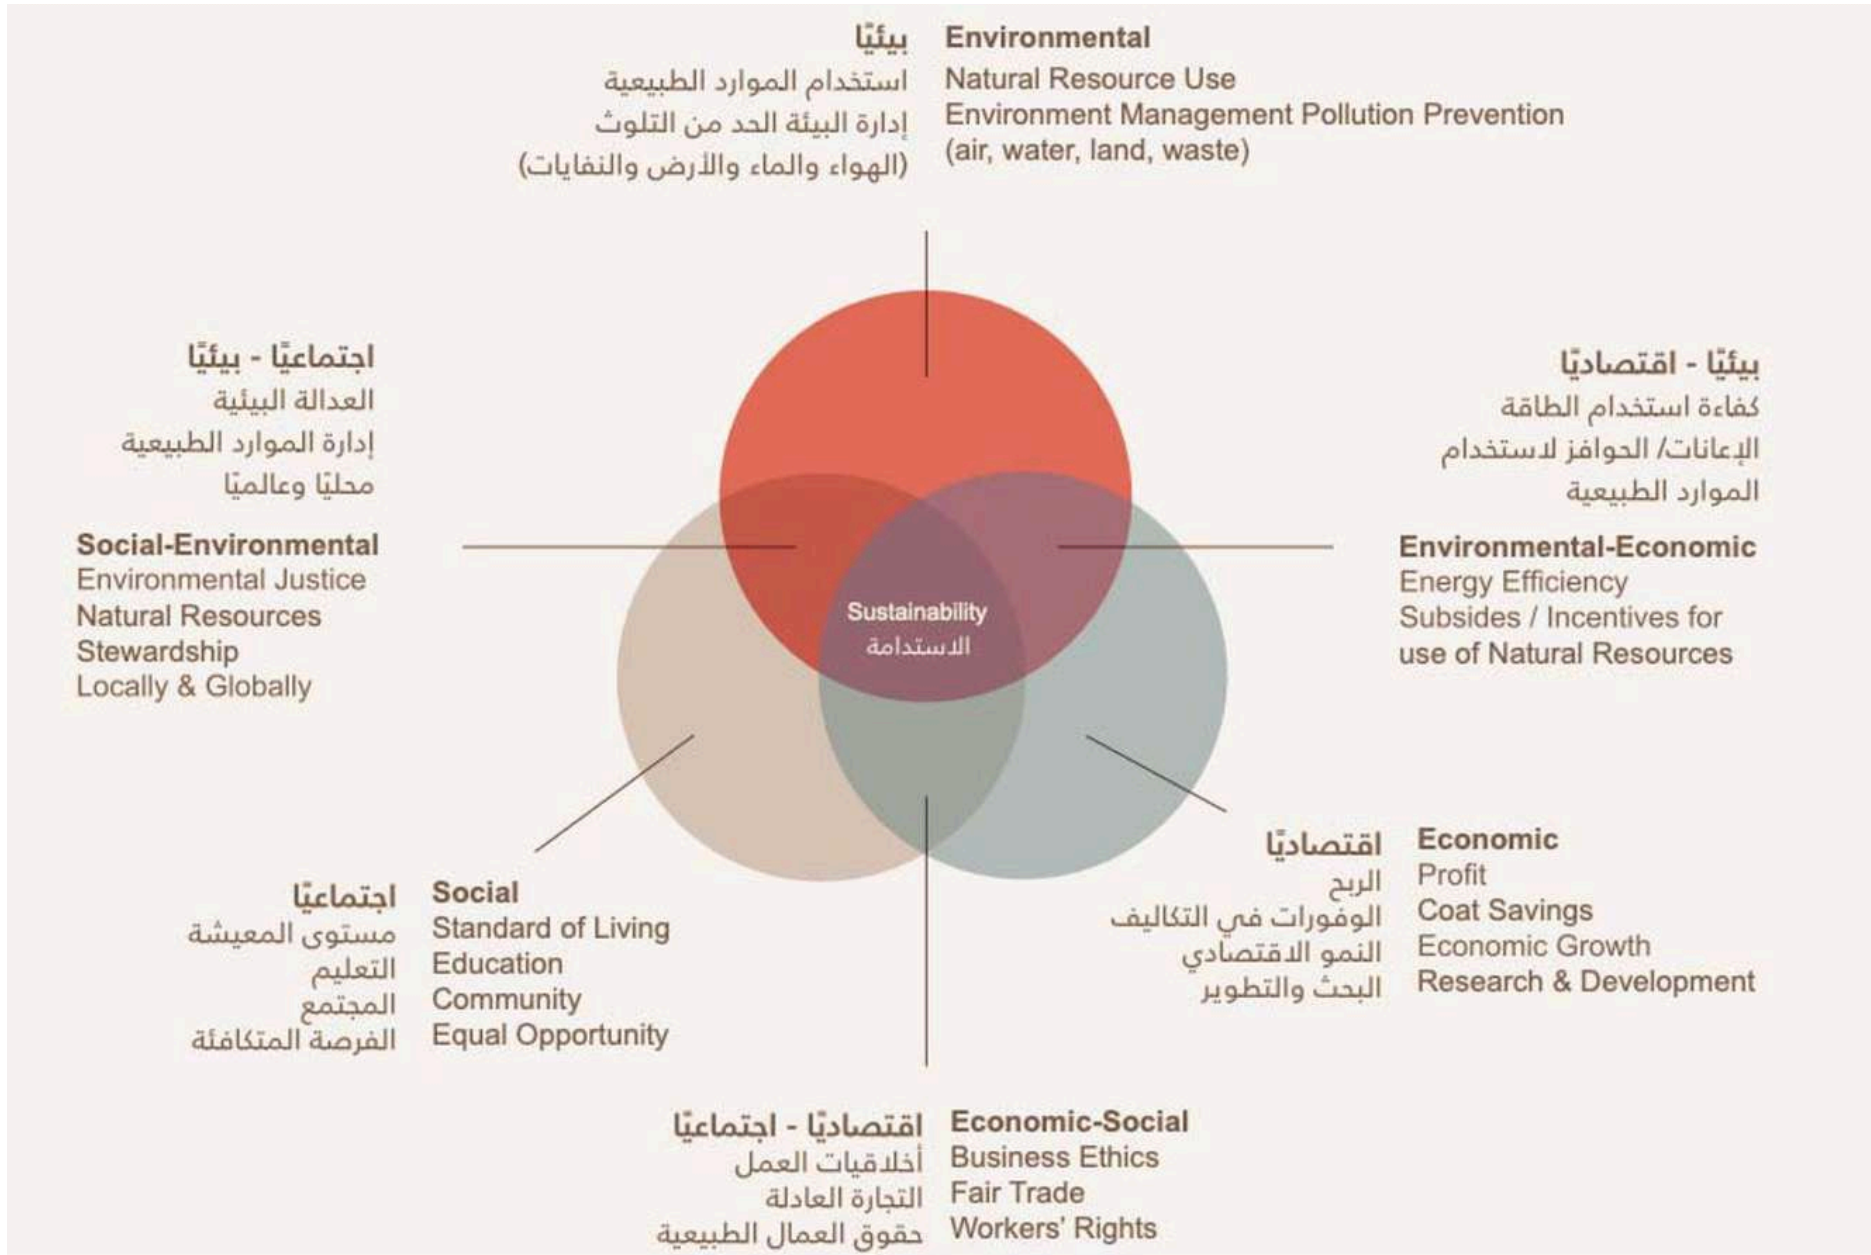 بيئيًا
استخدام الموارد الطبيعية
إدارة البيئة الحد من التلوث
(الهواء والماء والأرض والنفايات)
Environmental
Natural Resource Use
Environment Management Pollution Prevention
(air, water, land, waste)
اجتماعيًا - بيئيًا
العدالة البيئية
إدارة الموارد الطبيعية
محليًا وعالميًا
Social-Environmental
Environmental Justice
Natural Resources
Stewardship
Locally & Globally
بيئيًا - اقتصاديًا
كفاءة استخدام الطاقة
الإعانات/ الحوافز لاستخدام
الموارد الطبيعية
Environmental-Economic
Energy Efficiency
Subsides / Incentives for
use of Natural Resources
Sustainability
الاستدامة
اجتماعيًا
مستوى المعيشة
التعليم
المجتمع
الفرصة المتكافئة
Social
Standard of Living
Education
Community
Equal Opportunity
اقتصاديًا
الربح
الوفورات في التكاليف
النمو الاقتصادي
البحث والتطوير
Economic
Profit
Coat Savings
Economic Growth
Research & Development
اقتصاديًا - اجتماعيًا
أخلاقيات العمل
التجارة العادلة
حقوق العمال الطبيعية
Economic-Social
Business Ethics
Fair Trade
Workers' Rights